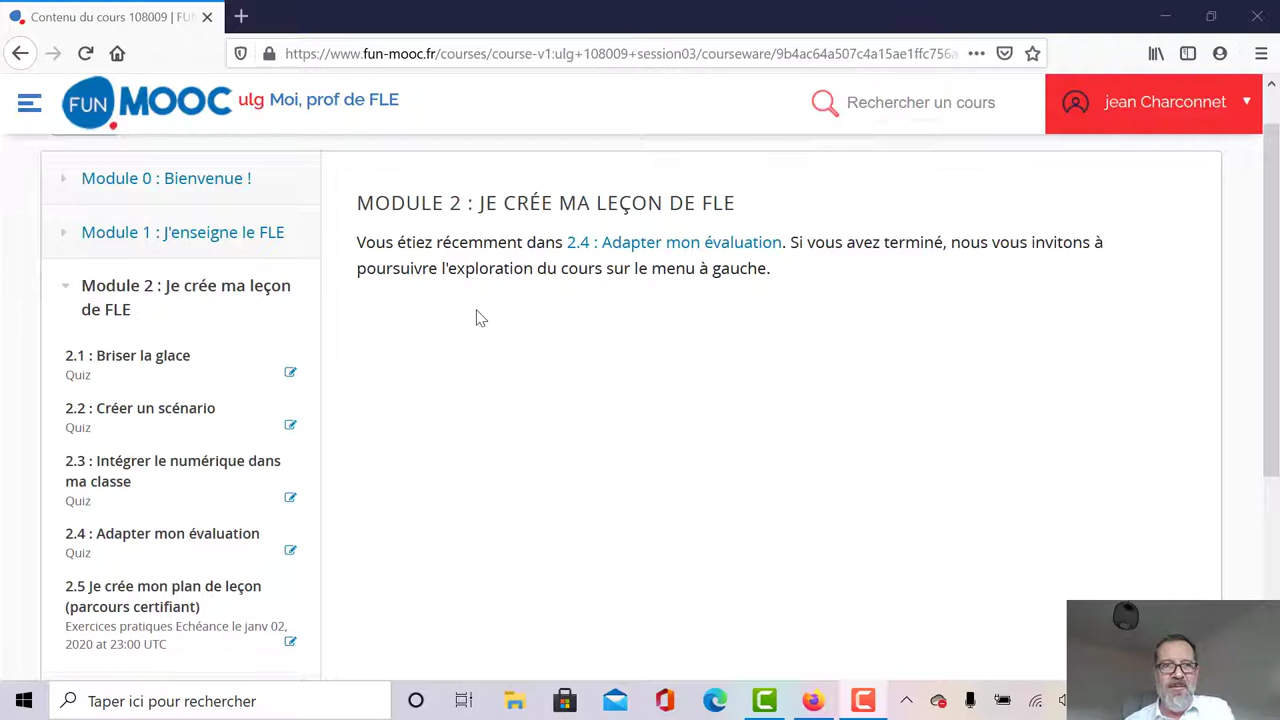 Contenu du cours 108009 | FU
https://www.fun-mooc.fr/courses/course-v1:ulg+108009+session03/courseware/9b4ac64a507c4a15ae1ffc756a
FUN MOOC ulg Moi, prof de FLE
Rechercher un cours
jean Charconnet
Module 0 : Bienvenue !
Module 1 : J'enseigne le FLE
Module 2 : Je crée ma leçon
de FLE
2.1 : Briser la glace
Quiz
2.2 : Créer un scénario
Quiz
2.3 : Intégrer le numérique dans
ma classe
Quiz
2.4 : Adapter mon évaluation
Quiz
2.5 Je crée mon plan de leçon
(parcours certifiant)
Exercices pratiques Echéance le janv 02,
2020 at 23:00 UTC
MODULE 2 : JE CRÉE MA LEÇON DE FLE
Vous étiez récemment dans 2.4 : Adapter mon évaluation. Si vous avez terminé, nous vous invitons à
poursuivre l'exploration du cours sur le menu à gauche.
Taper ici pour rechercher